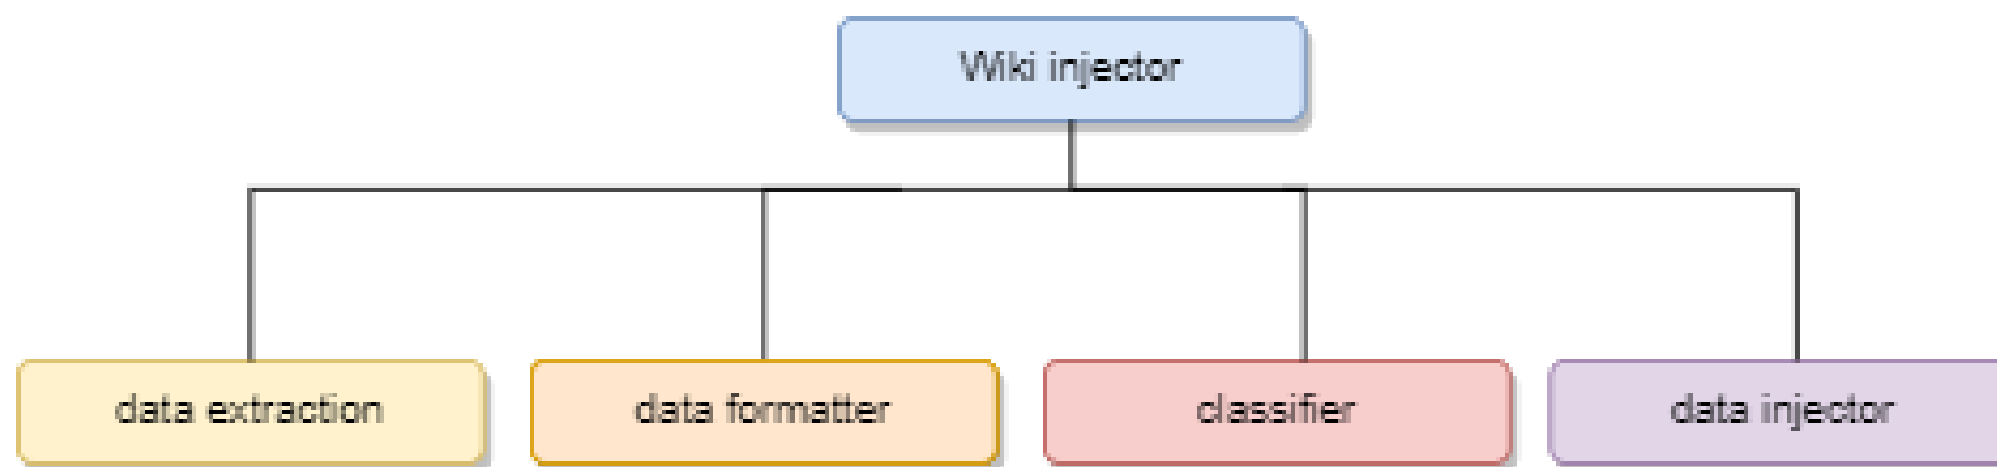 Wiki injector
data extraction
data formatter
classifier
data injector